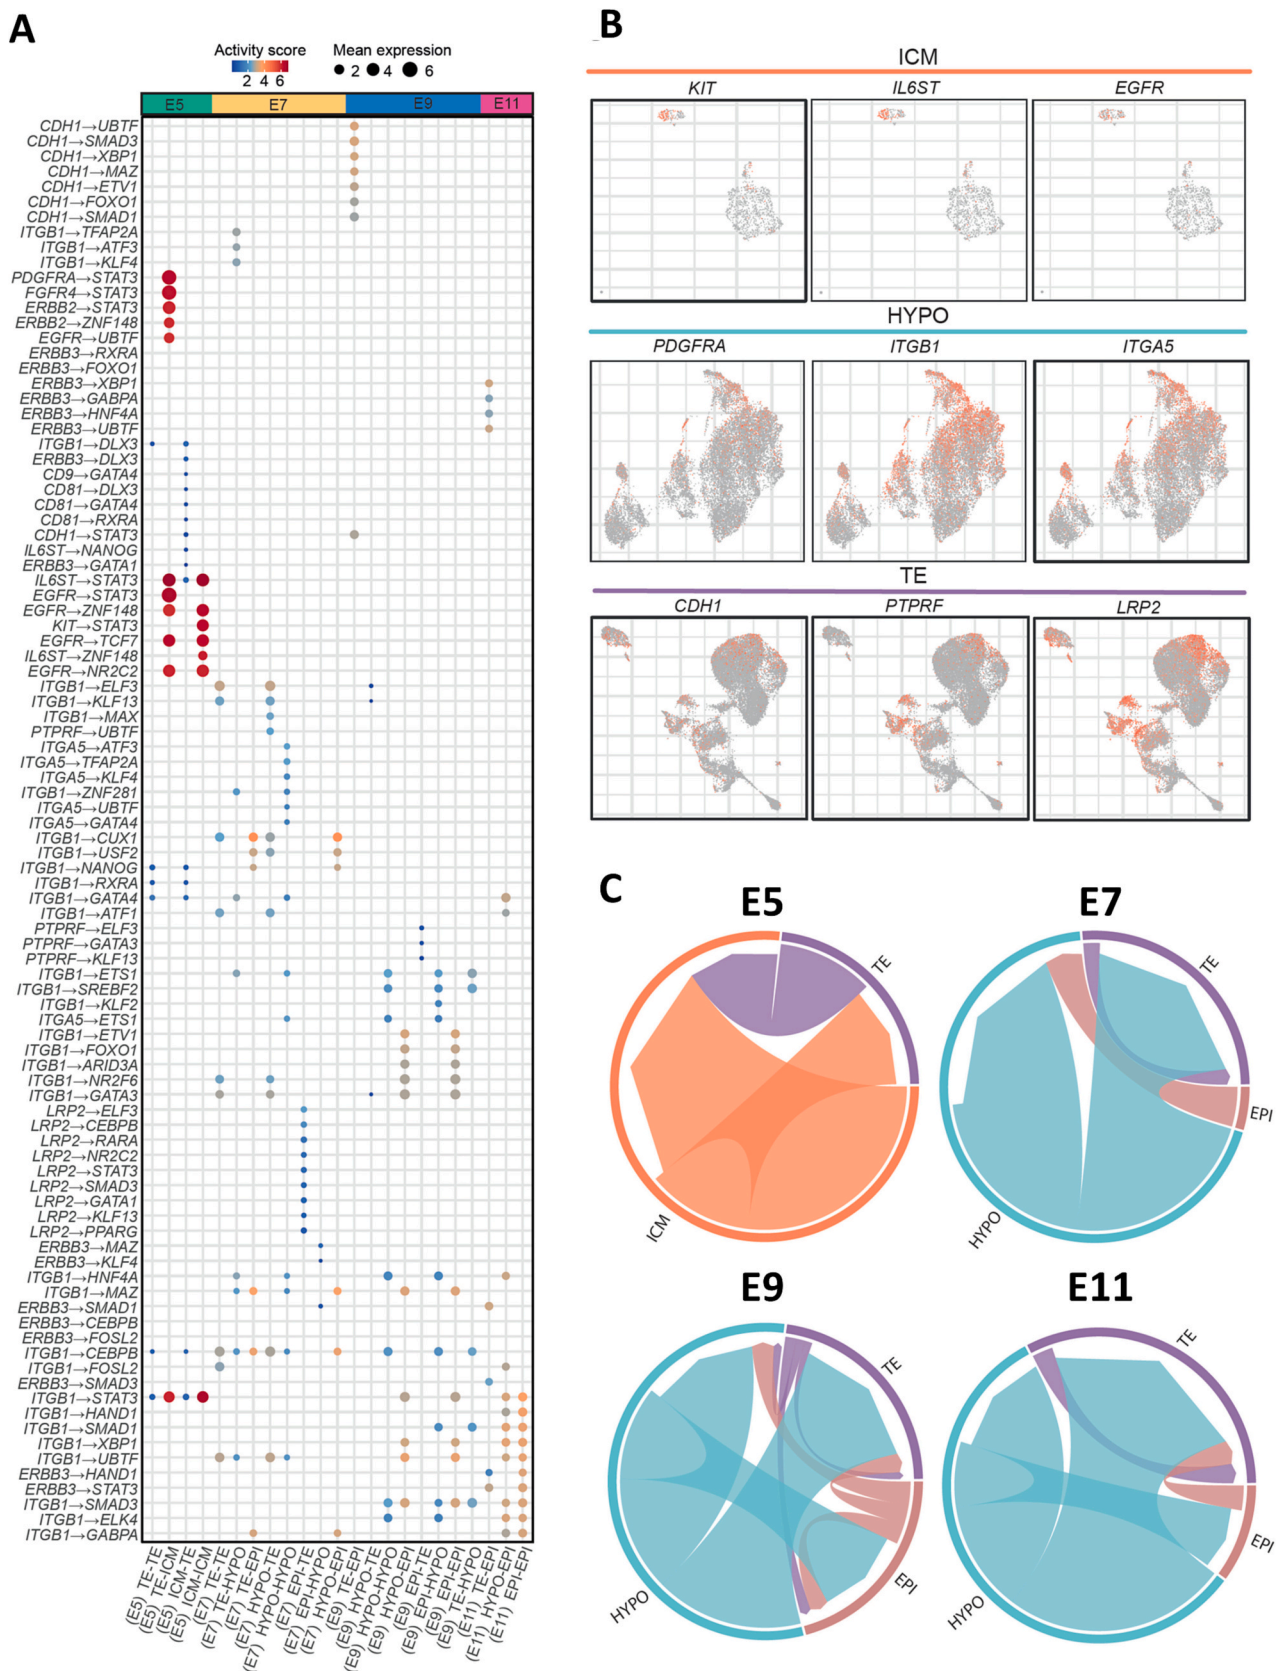 A
Activity score
2 4 6
Mean expression
2 4 6
E5 E7 E9 E11
CDH1→UBTF
CDH1→SMAD3
CDH1→XBP1
CDH1→MAZ
CDH1→ETV1
CDH1→FOXO1
CDH1→SMAD1
ITGB1→TFAP2A
ITGB1→ATF3
ITGB1→KLF4
PDGFRA→STAT3
FGFR4→STAT3
ERBB2→STAT3
ERBB2→ZNF148
EGFR→UBTF
ERBB3→RXRA
ERBB3→FOXO1
ERBB3→XBP1
ERBB3→GABPA
ERBB3→HNF4A
ERBB3→UBTF
ITGB1→DLX3
ERBB3→DLX3
CD9→GATA4
CD81→DLX3
CD81→GATA4
CD81→RXRA
CDH1→STAT3
IL6ST→NANOG
ERBB3→GATA1
IL6ST→STAT3
EGFR→STAT3
EGFR→ZNF148
KIT→STAT3
EGFR→TCF7
IL6ST→ZNF148
EGFR→NR2C2
ITGB1→ELF3
ITGB1→KLF13
ITGB1→MAX
PTPRF→UBTF
ITGA5→ATF3
ITGA5→TFAP2A
ITGA5→KLF4
ITGB1→ZNF281
ITGA5→UBTF
ITGA5→GATA4
ITGB1→CUX1
ITGB1→USF2
ITGB1→NANOG
ITGB1→RXRA
ITGB1→GATA4
ITGB1→ATF1
PTPRF→ELF3
PTPRF→GATA3
PTPRF→KLF13
ITGB1→ETS1
ITGB1→SREBF2
ITGB1→KLF2
ITGA5→ETS1
ITGB1→ETV1
ITGB1→FOXO1
ITGB1→ARID3A
ITGB1→NR2F6
ITGB1→GATA3
LRP2→ELF3
LRP2→CEBPB
LRP2→RARA
LRP2→NR2C2
LRP2→STAT3
LRP2→SMAD3
LRP2→GATA1
LRP2→KLF13
LRP2→PPARG
ERBB3→MAZ
ERBB3→KLF4
ITGB1→HNF4A
ITGB1→MAZ
ERBB3→SMAD1
ERBB3→CEBPB
ERBB3→FOSL2
ITGB1→CEBPB
ITGB1→FOSL2
ERBB3→SMAD3
ITGB1→STAT3
ITGB1→HAND1
ITGB1→SMAD1
ITGB1→XBP1
ITGB1→UBTF
ERBB3→HAND1
ERBB3→STAT3
ITGB1→SMAD3
ITGB1→ELK4
ITGB1→GABPA
(E5) TE-TE
(E5) TE-ICM
(E5) ICM-TE
(E5) ICM-ICM
(E7) TE-TE
(E7) TE-HYPO
(E7) TE-EPI
(E7) HYPO-TE
(E7) HYPO-HYPO
(E7) EPI-TE
(E7) EPI-HYPO
(E7) HYPO-EPI
(E9) TE-EPI
(E9) HYPO-TE
(E9) HYPO-HYPO
(E9) HYPO-EPI
(E9) EPI-TE
(E9) EPI-HYPO
(E9) EPI-EPI
(E9) TE-HYPO
(E11) TE-EPI
(E11) HYPO-EPI
(E11) EPI-EPI
B
ICM
KIT IL6ST EGFR
HYPO
PDGFRA ITGB1 ITGA5
TE
CDH1 PTPRF LRP2
C
E5 E7
TE
ICM
TE
EPI
HYPO
E9 E11
TE
EPI
HYPO
TE
EPI
HYPO